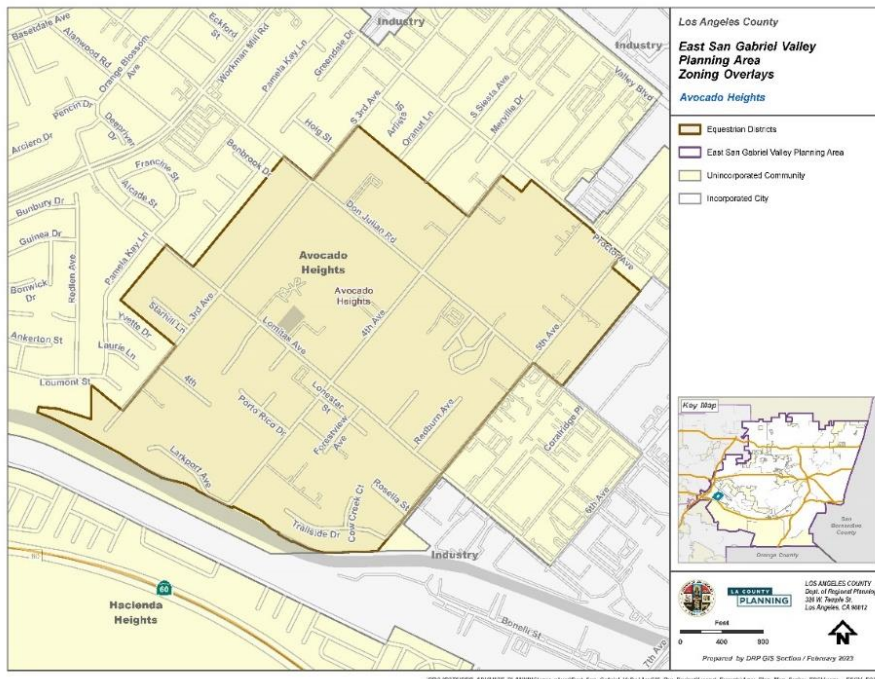 Los Angeles County
East San Gabriel Valley
Planning Area
Zoning Overlays
Avocado Heights
Equestrian Districts
East San Gabriel Valley Planning Area
Unincorporated Community
Incorporated City
Key Map
San
Bernardino
County
Orange County
LA COUNTY
PLANNING
LOS ANGELES COUNTY
Dept. of Regional Planning
320 W. Temple St.
Los Angeles, CA 90012
Feet
0 400 800
N
Prepared by DRP GIS Section / February 2023
Basetdale Ave
Alanwood Rd
Orange Blossom
Ave
Eckford
St
Workman Mill Rd
Pamela Kay Ln
Greendale Dr
Industry
Industry
Valley Blvd
S 3rd Ave
Oranut Ln
S Siesta Ave
Merville Dr
Hoig St
Pencin Dr
Arciero Dr
Deepriver
Dr
Francine St
Alcade St
Benbrook Dr
Bunbury Dr
Guinea Dr
Bonwick
Dr
Redlen Ave
Pamela Kay Ln
Ankerton St
Yvette Dr
Laurie Ln
Loumont St
Starhill Ln
3rd Ave
Don Julian Rd
Avocado
Heights
Avocado
Heights
4th Ave
Proctor Ave
5th Ave
Lomitas Ave
4th
Lonestar
St
Porto Rico Dr
Forestview
Ave
Redburn Ave
Larkport Ave
Rosella St
Cow Creek Ct
Trailside Dr
Coralridge Pl
6th Ave
Industry
Bonelli St
7th Ave
60
60
Hacienda
Heights